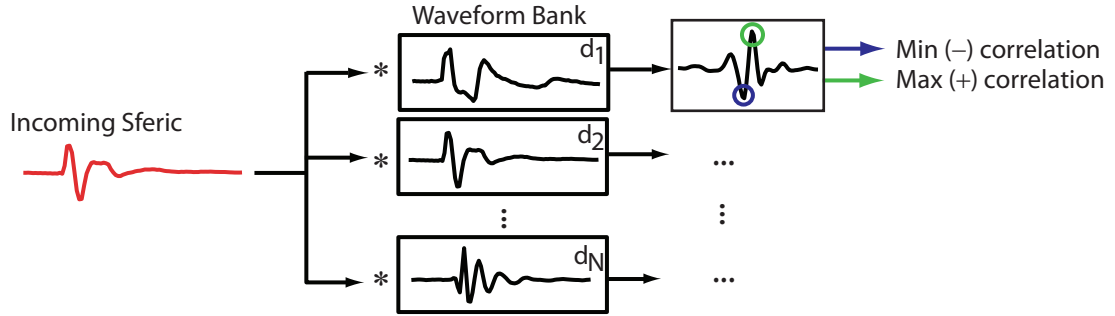 Waveform Bank
d1
Min (−) correlation
Max (+) correlation
Incoming Sferic
*
d2
*
...
...
...
dN
*
...